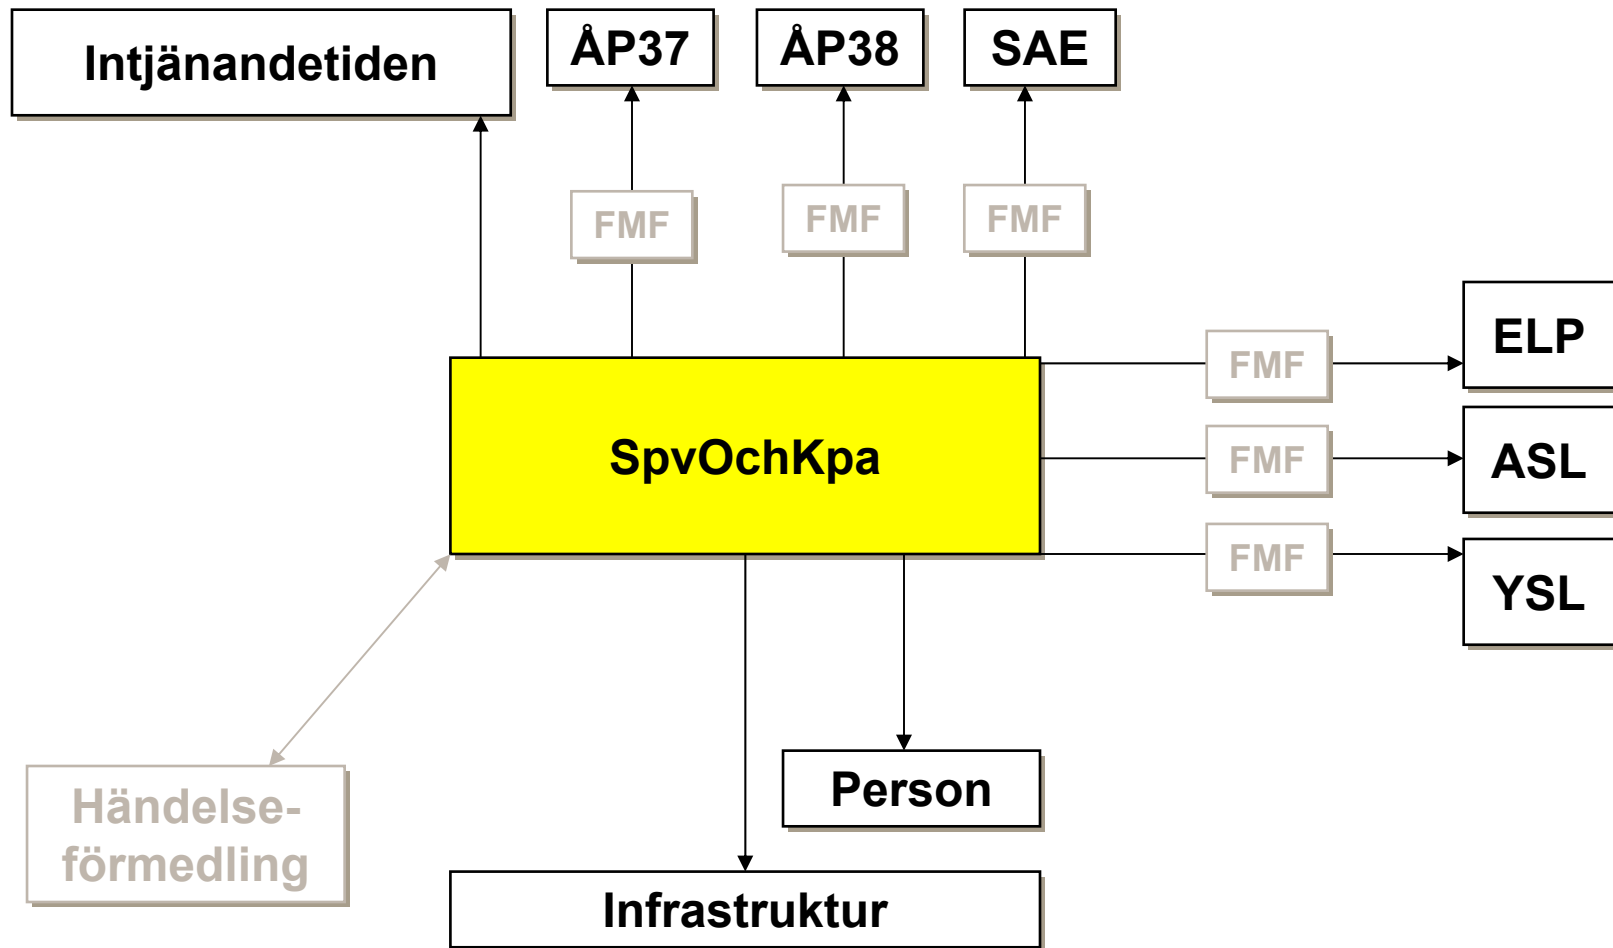 Intjänandetiden
ÅP37
ÅP38
SAE
FMF
FMF
FMF
ELP
FMF
SpvOchKpa
FMF
ASL
FMF
YSL
Person
Händelse-
förmedling
Infrastruktur